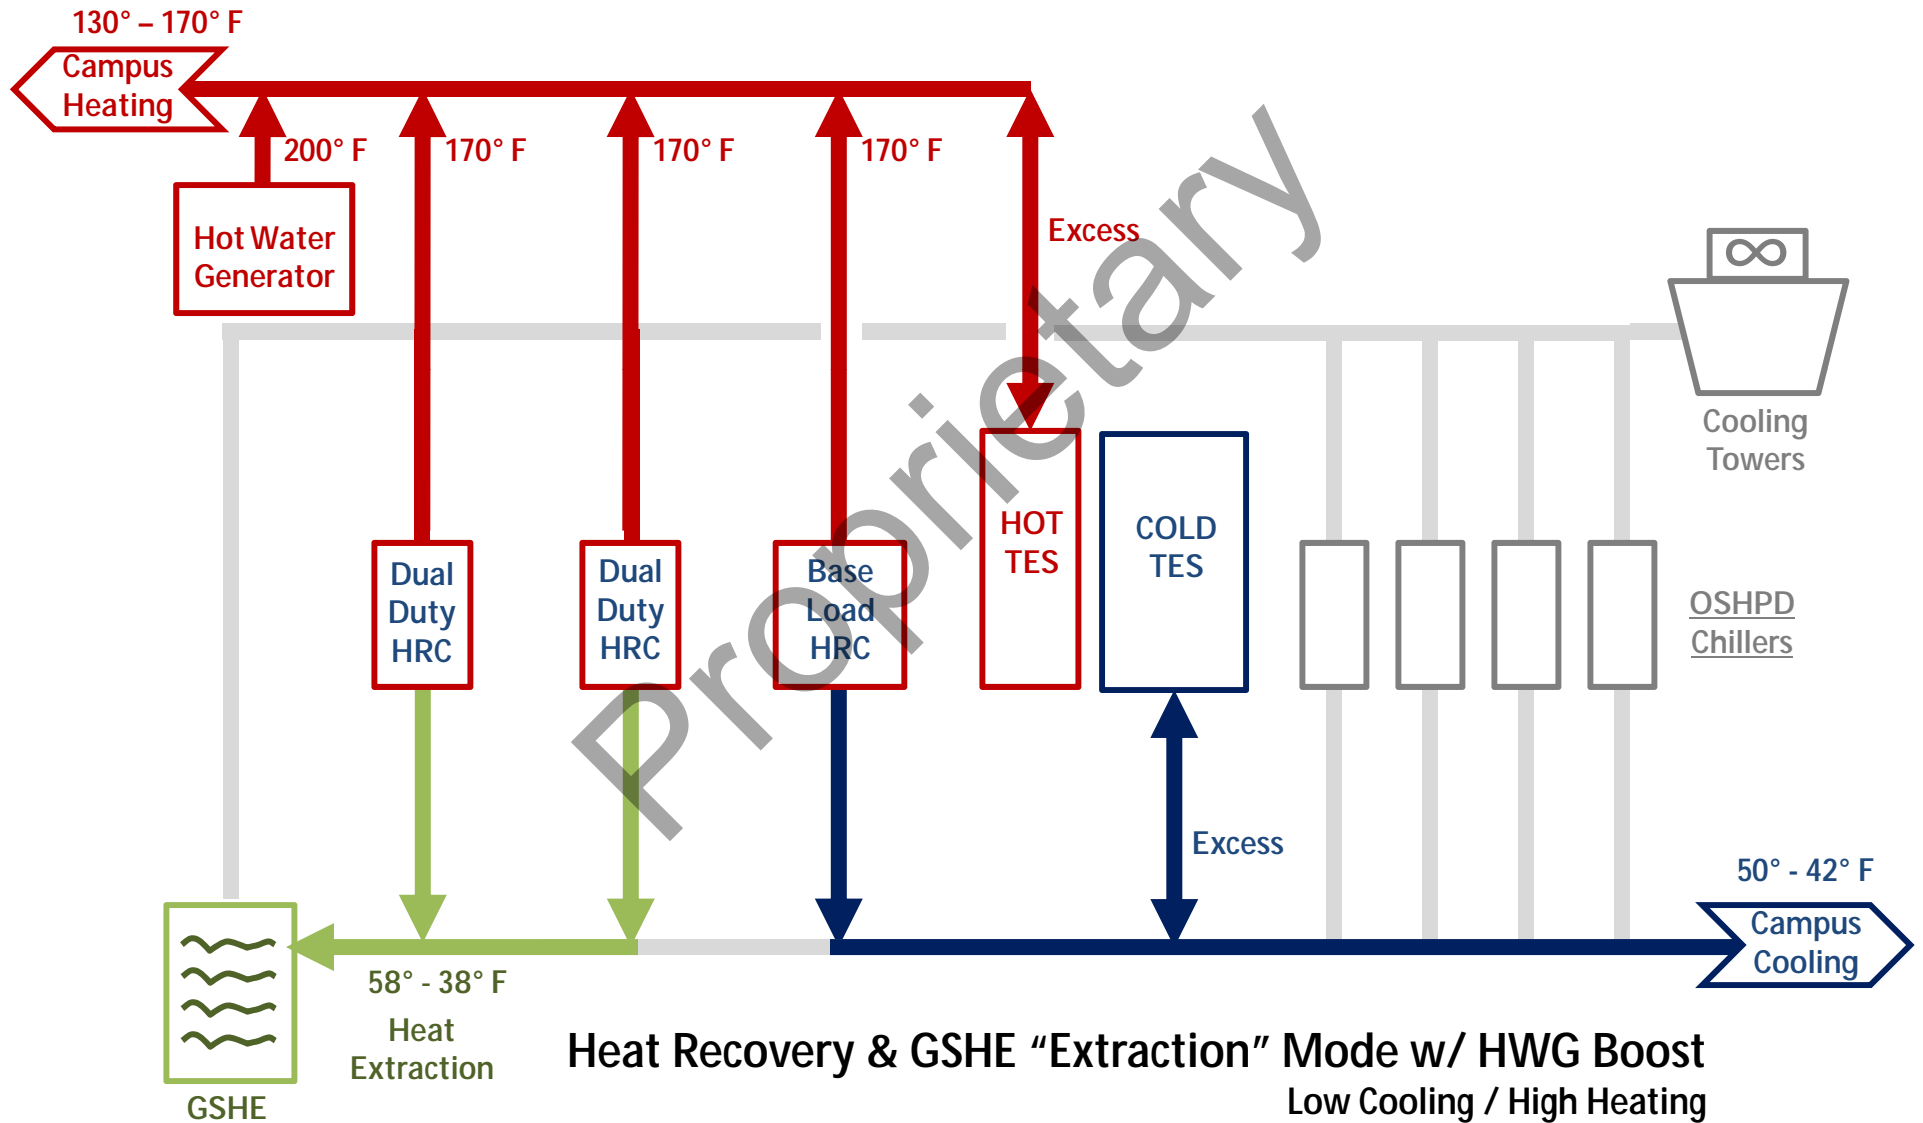 130° – 170° F
Campus
Heating
200° F
170° F
170° F
170° F
Hot Water
Generator
Excess
Cooling
Towers
Dual
Duty
HRC
Dual
Duty
HRC
Base
Load
HRC
HOT
TES
COLD
TES
OSHPD
Chillers
Proprietary
Excess
50° - 42° F
Campus
Cooling
58° - 38° F
Heat
Extraction
GSHE
Heat Recovery & GSHE “Extraction” Mode w/ HWG Boost
Low Cooling / High Heating